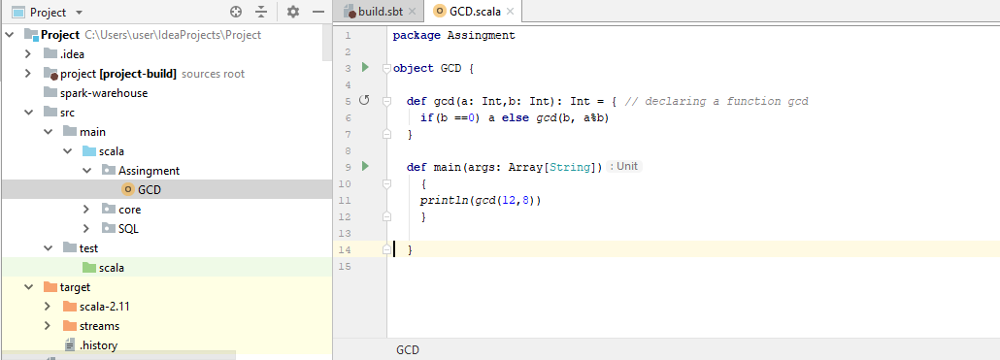 Project
build.sbt
GCD.scala
Project C:\Users\user\IdeaProjects\Project
.idea
project [project-build] sources root
spark-warehouse
src
main
scala
Assingment
GCD
core
SQL
test
scala
target
scala-2.11
streams
.history
1 package Assingment
2
3 object GCD {
4
5 def gcd(a: Int,b: Int): Int = { // declaring a function gcd
6 if(b ==0) a else gcd(b, a%b)
7 }
8
9 def main(args: Array[String]) : Unit
10 {
11 println(gcd(12,8))
12 }
13
14 }
15
GCD